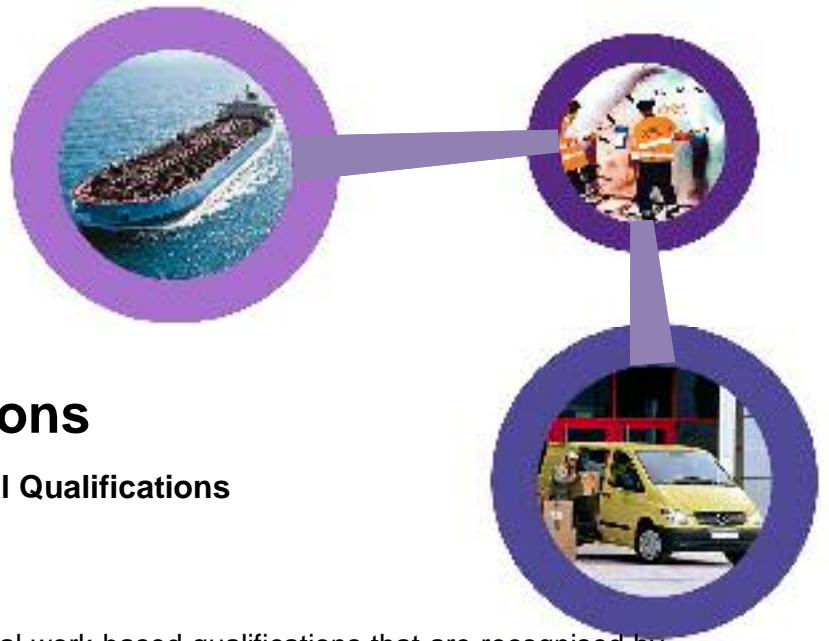 ons
l Qualifications
al work-based qualifications that are recognised by